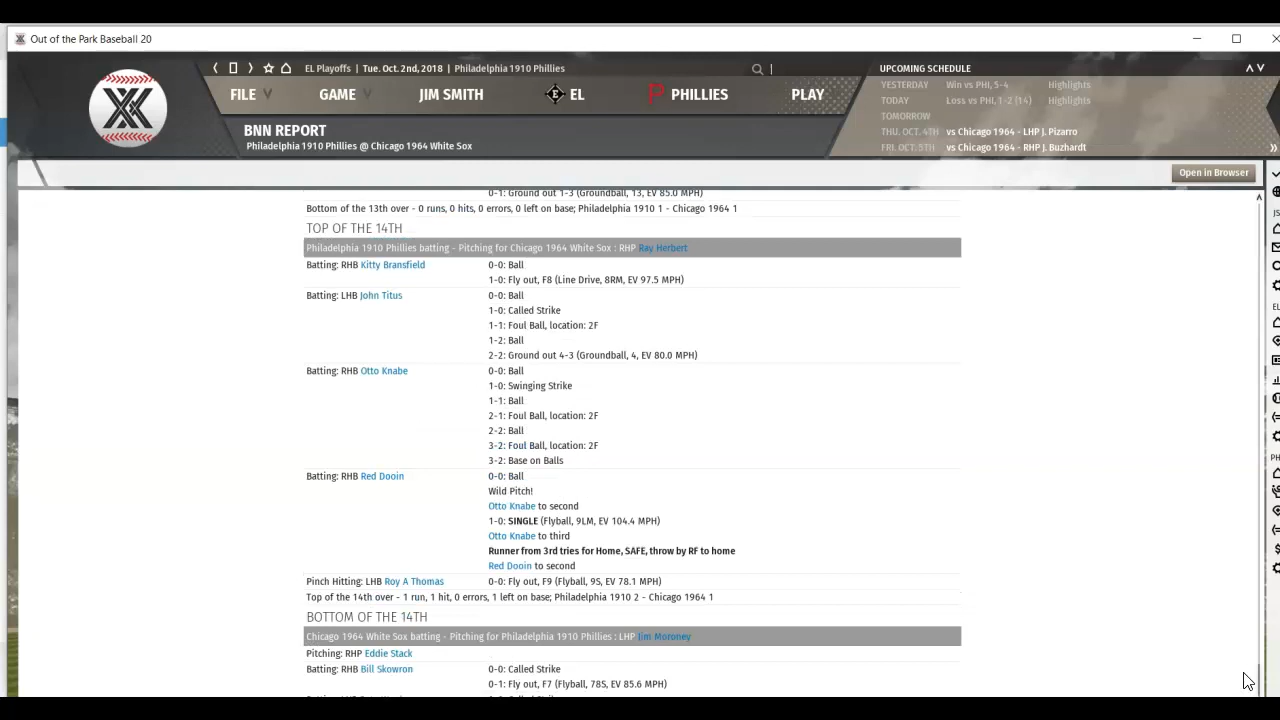 Out of the Park Baseball 20
EL Playoffs | Tue. Oct. 2nd, 2018 | Philadelphia 1910 Phillies
UPCOMING SCHEDULE
FILE GAME JIM SMITH EL PHILLIES PLAY
YESTERDAY Win vs PHI, 5-4 Highlights
TODAY Loss vs PHI, 1-2 (14) Highlights
TOMORROW
THU. OCT. 4TH vs Chicago 1964 - LHP J. Pizarro
FRI. OCT. 5TH vs Chicago 1964 - RHP J. Buzhardt
BNN REPORT
Philadelphia 1910 Phillies @ Chicago 1964 White Sox
Open in Browser
0-1: Ground out 1-3 (Groundball, 13, EV 85.0 MPH)
Bottom of the 13th over - 0 runs, 0 hits, 0 errors, 0 left on base; Philadelphia 1910 1 - Chicago 1964 1
TOP OF THE 14TH
Philadelphia 1910 Phillies batting - Pitching for Chicago 1964 White Sox : RHP Ray Herbert
Batting: RHB Kitty Bransfield 0-0: Ball
1-0: Fly out, F8 (Line Drive, 8RM, EV 97.5 MPH)
Batting: LHB John Titus 0-0: Ball
1-0: Called Strike
1-1: Foul Ball, location: 2F
1-2: Ball
2-2: Ground out 4-3 (Groundball, 4, EV 80.0 MPH)
Batting: RHB Otto Knabe 0-0: Ball
1-0: Swinging Strike
1-1: Ball
2-1: Foul Ball, location: 2F
2-2: Ball
3-2: Foul Ball, location: 2F
3-2: Base on Balls
Batting: RHB Red Dooin 0-0: Ball
Wild Pitch!
Otto Knabe to second
1-0: SINGLE (Flyball, 9LM, EV 104.4 MPH)
Otto Knabe to third
Runner from 3rd tries for Home, SAFE, throw by RF to home
Red Dooin to second
Pinch Hitting: LHB Roy A Thomas 0-0: Fly out, F9 (Flyball, 9S, EV 78.1 MPH)
Top of the 14th over - 1 run, 1 hit, 0 errors, 1 left on base; Philadelphia 1910 2 - Chicago 1964 1
BOTTOM OF THE 14TH
Chicago 1964 White Sox batting - Pitching for Philadelphia 1910 Phillies : LHP Jim Moroney
Pitching: RHP Eddie Stack
Batting: RHB Bill Skowron 0-0: Called Strike
0-1: Fly out, F7 (Flyball, 78S, EV 85.6 MPH)